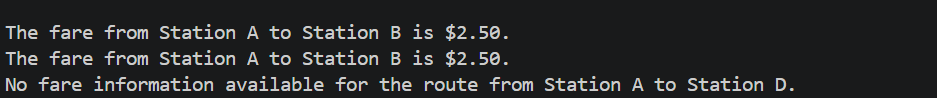 The fare from Station A to Station B is $2.50.
The fare from Station A to Station B is $2.50.
No fare information available for the route from Station A to Station D.